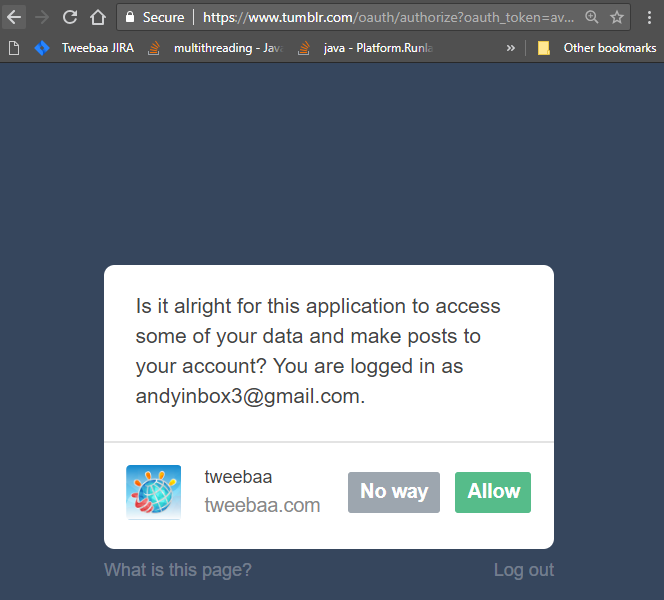 Secure | https://www.tumblr.com/oauth/authorize?oauth_token=av...
Tweebaa JIRA multithreading - Java java - Platform.Runla » Other bookmarks
Is it alright for this application to access
some of your data and make posts to
your account? You are logged in as
andyinbox3@gmail.com.
tweebaa
tweebaa.com
No way Allow
What is this page? Log out